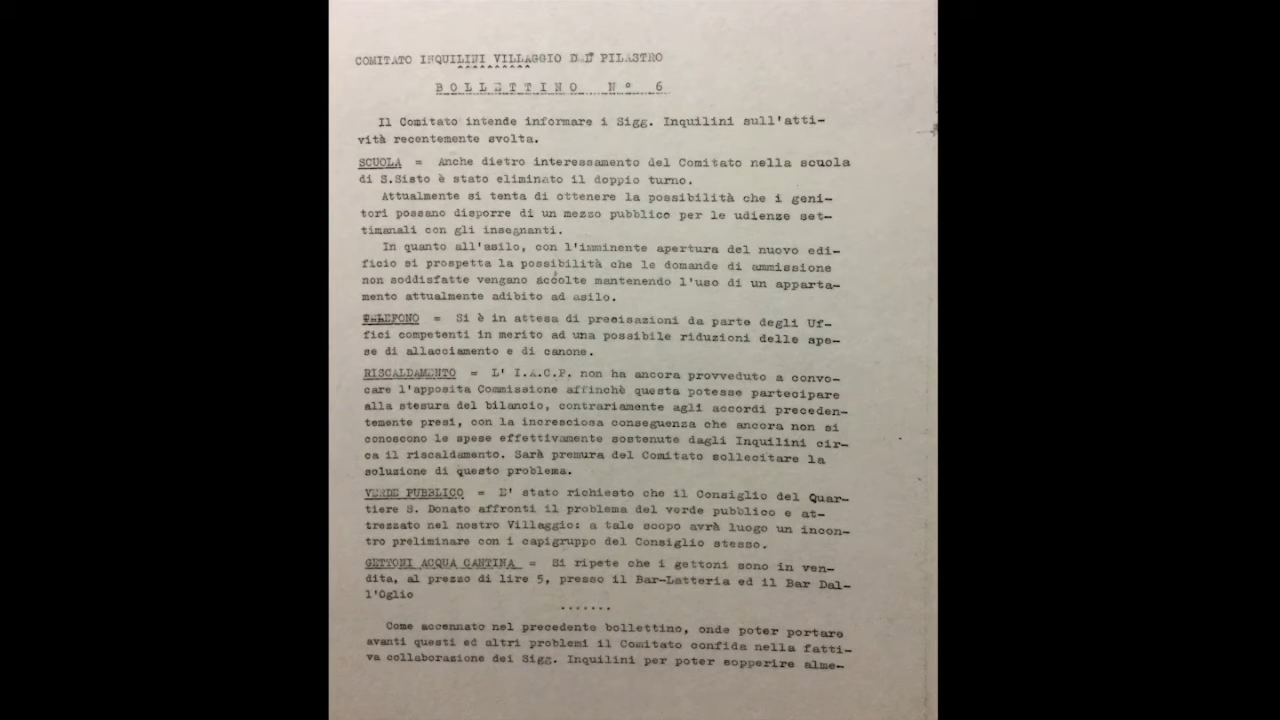 COMITATO INQUILINI VILLAGGIO DEL PILASTRO
BOLLETTINO N° 6
Il Comitato intende informare i Sigg. Inquilini sull'atti-
vità recentemente svolta.
SCUOLA = Anche dietro interessamento del Comitato nella scuola
di S.Sisto è stato eliminato il doppio turno.
Attualmente si tenta di ottenere la possibilità che i geni-
tori possano disporre di un mezzo pubblico per le udienze set-
timanali con gli insegnanti.
In quanto all'asilo, con l'imminente apertura del nuovo edi-
ficio si prospetta la possibilità che le domande di ammissione
non soddisfatte vengano accolte mantenendo l'uso di un apparta-
mento attualmente adibito ad asilo.
TELEFONO = Si è in attesa di precisazioni da parte degli Uf-
fici competenti in merito ad una possibile riduzioni delle spe-
se di allacciamento e di canone.
RISCALDAMENTO = L' I.A.C.P. non ha ancora provveduto a convo-
care l'apposita Commissione affinchè questa potesse partecipare
alla stesura del bilancio, contrariamente agli accordi preceden-
temente presi, con la incresciosa conseguenza che ancora non si
conoscono le spese effettivamente sostenute dagli Inquilini cir-
ca il riscaldamento. Sarà premura del Comitato sollecitare la
soluzione di questo problema.
VERDE PUBBLICO = E' stato richiesto che il Consiglio del Quar-
tiere S. Donato affronti il problema del verde pubblico e at-
trezzato nel nostro Villaggio: a tale scopo avrà luogo un incon-
tro preliminare con i capigruppo del Consiglio stesso.
GETTONI ACQUA CANTINA = Si ripete che i gettoni sono in ven-
dita, al prezzo di lire 5, presso il Bar-Latteria ed il Bar Dal-
l'Oglio
.......
Come accennato nel precedente bollettino, onde poter portare
avanti questi ed altri problemi il Comitato confida nella fatti-
va collaborazione dei Sigg. Inquilini per poter sopperire alme-